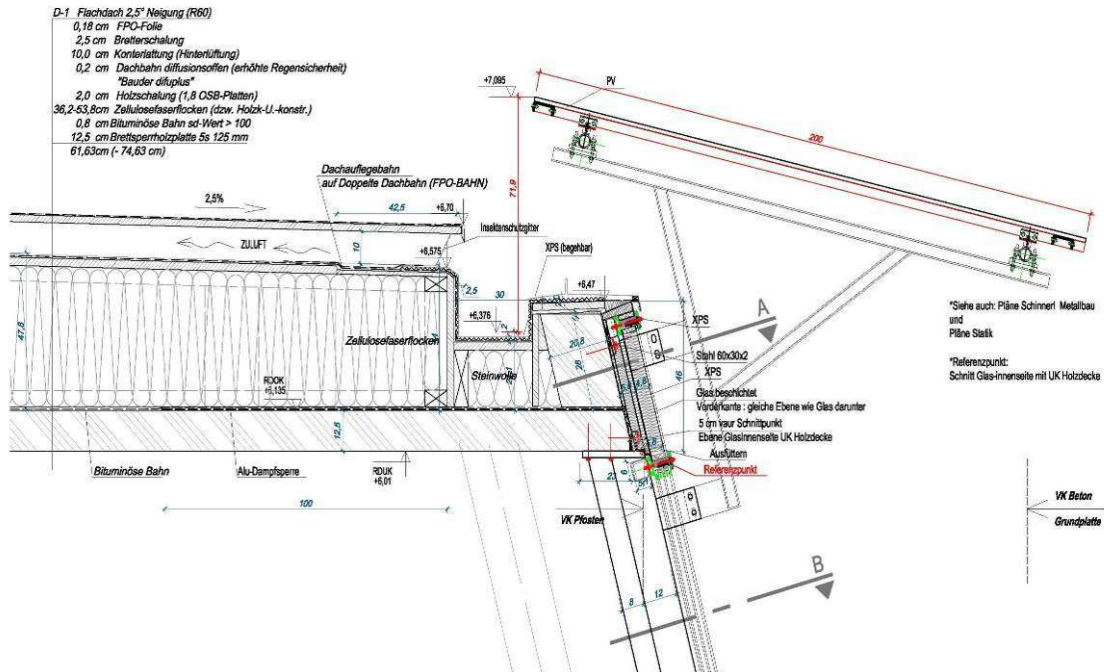 D-1 Flachdach 2,5° Neigung (R60)
0,18 cm FPO-Folie
2,5 cm Bretterschalung
10,0 cm Konterlattung (Hinterlüftung)
0,2 cm Dachbahn diffusionsoffen (erhöhte Regensicherheit)
"Bauder difuplus"
2,0 cm Holzschalung (1,8 OSB-Platten)
36,2-53,8cm Zellulosefaserflocken (dzw. Holzk-U.-konstr.)
0,8 cm Bituminöse Bahn sd-Wert > 100
12,5 cm Brettsperrholzplatte 5s 125 mm
61,63cm (- 74,63 cm)
+7,095
PV
200
71,9
Dachauflegebahn
auf Doppelte Dachbahn (FPO-BAHN)
2,5%
42,5
+6,70
Insektenschutzgitter
ZULUFT
10
+6,575
XPS (begehbar)
2,5
30
+6,47
+6,376
2
47,8
Zellulosefaserflocken
Steinwolle
20,8
28
XPS
A
Stahl 60x30x2
XPS
46
*Siehe auch: Pläne Schinnerl Metallbau
und
Pläne Statik
*Referenzpunkt:
Schnitt Glas-innenseite mit UK Holzdecke
RDOK
+6,135
Glas beschichtet
Vorderkante : gleiche Ebene wie Glas darunter
5 cm vaur Schnittpunkt
Ebene GlasInnenseite UK Holzdecke
Ausfüttern
Referenzpunkt
12,5
Bituminöse Bahn
Alu-Dampfsperre
RDUK
+6,01
23
6
100
VK Pfosten
VK Beton
Grundplatte
B
8
12